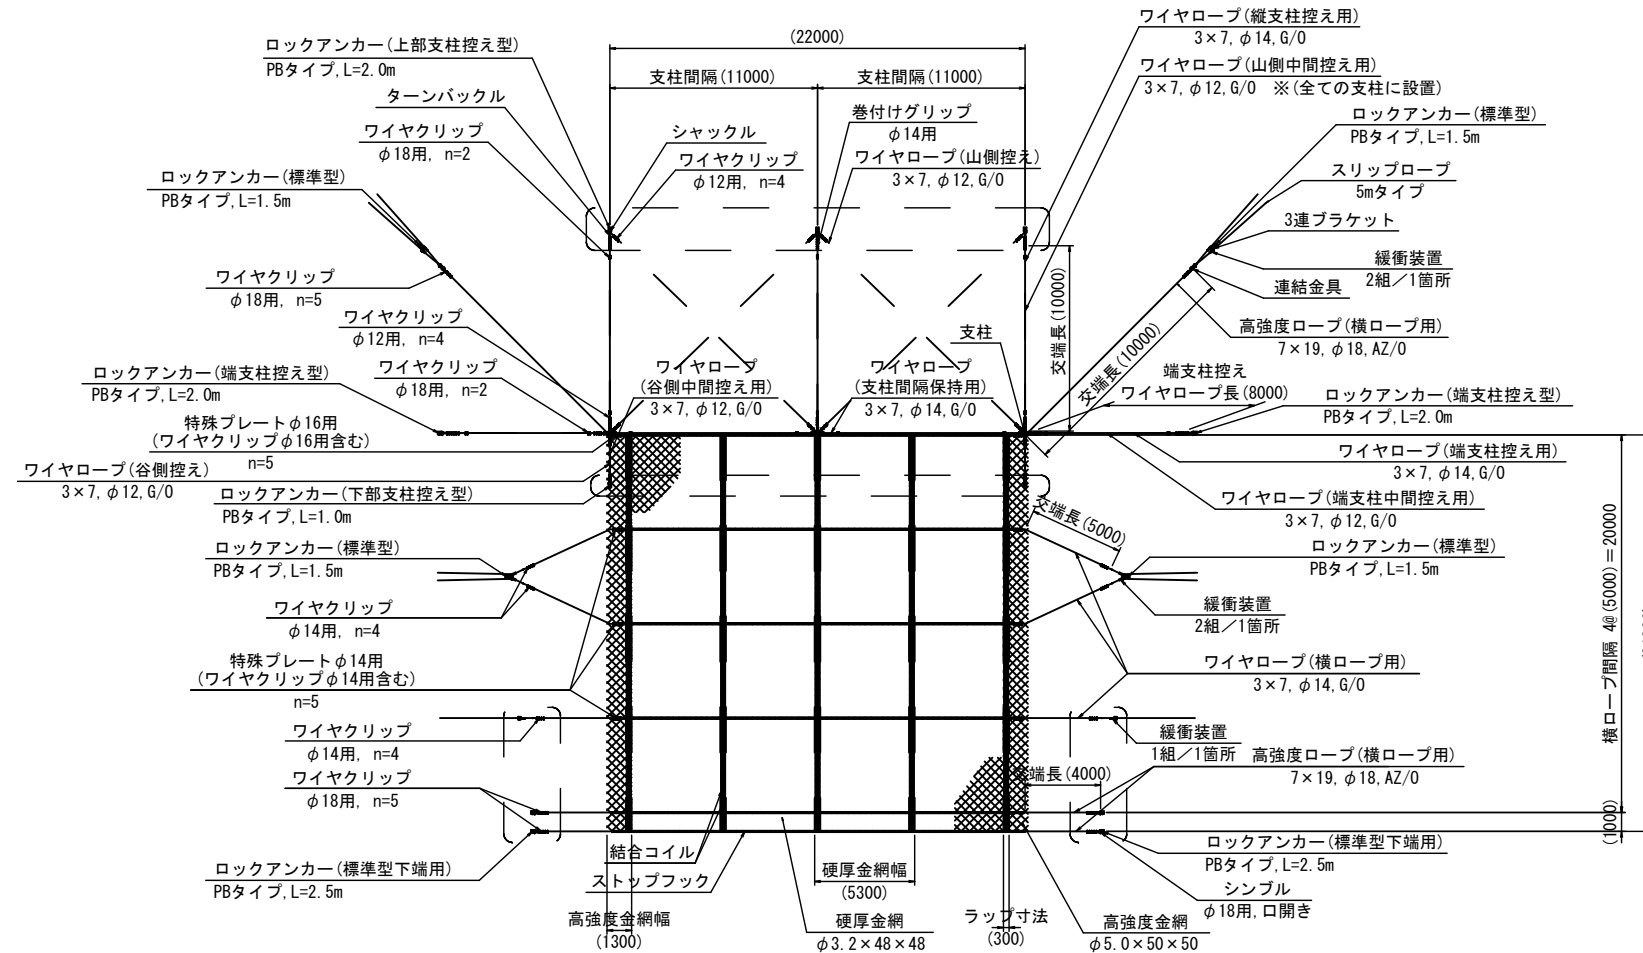 ワイヤロープ(縦支柱控え用)
3×7,φ14,G/O
(22000)
ロックアンカー(上部支柱控え型)
PBタイプ,L=2.0m
支柱間隔(11000)
支柱間隔(11000)
ワイヤロープ(山側中間控え用)
3×7,φ12,G/O ※(全ての支柱に設置)
ターンバックル
巻付けグリップ
φ14用
ロックアンカー(標準型)
PBタイプ,L=1.5m
ワイヤクリップ
φ18用, n=2
シャックル
ワイヤクリップ
φ12用, n=4
ワイヤロープ(山側控え)
3×7,φ12,G/O
ロックアンカー(標準型)
PBタイプ,L=1.5m
スリップロープ
5mタイプ
3連ブラケット
緩衝装置
2組/1箇所
連結金具
ワイヤクリップ
φ18用, n=5
交端長(10000)
交端長(10000)
ワイヤクリップ
φ12用, n=4
高強度ロープ(横ロープ用)
7×19,φ18,AZ/O
支柱
ロックアンカー(端支柱控え型)
PBタイプ,L=2.0m
ワイヤクリップ
φ18用, n=2
ワイヤロープ
(谷側中間控え用)
3×7,φ12,G/O
ワイヤロープ
(支柱間隔保持用)
3×7,φ14,G/O
端支柱控え
ワイヤロープ長(8000)
ロックアンカー(端支柱控え型)
PBタイプ,L=2.0m
特殊プレートφ16用
(ワイヤクリップφ16用含む)
n=5
ワイヤロープ(端支柱控え用)
3×7,φ14,G/O
ワイヤロープ(谷側控え)
3×7,φ12,G/O
ロックアンカー(下部支柱控え型)
PBタイプ,L=1.0m
ワイヤロープ(端支柱中間控え用)
3×7,φ12,G/O
交端長(5000)
ロックアンカー(標準型)
PBタイプ,L=1.5m
ロックアンカー(標準型)
PBタイプ,L=1.5m
ワイヤクリップ
φ14用, n=4
緩衝装置
2組/1箇所
横ロープ間隔 4@(5000)=20000
特殊プレートφ14用
(ワイヤクリップφ14用含む)
n=5
ワイヤロープ(横ロープ用)
3×7,φ14,G/O
ワイヤクリップ
φ14用, n=4
緩衝装置
1組/1箇所
高強度ロープ(横ロープ用)
7×19,φ18,AZ/O
ワイヤクリップ
φ18用, n=5
端長(4000)
(1000)
ロックアンカー(標準型下端用)
PBタイプ,L=2.5m
結合コイル
ストップフック
硬厚金網幅
(5300)
ロックアンカー(標準型下端用)
PBタイプ,L=2.5m
シンブル
φ18用,口開き
高強度金網幅
(1300)
硬厚金網
φ3.2×48×48
ラップ寸法
(300)
高強度金網
φ5.0×50×50